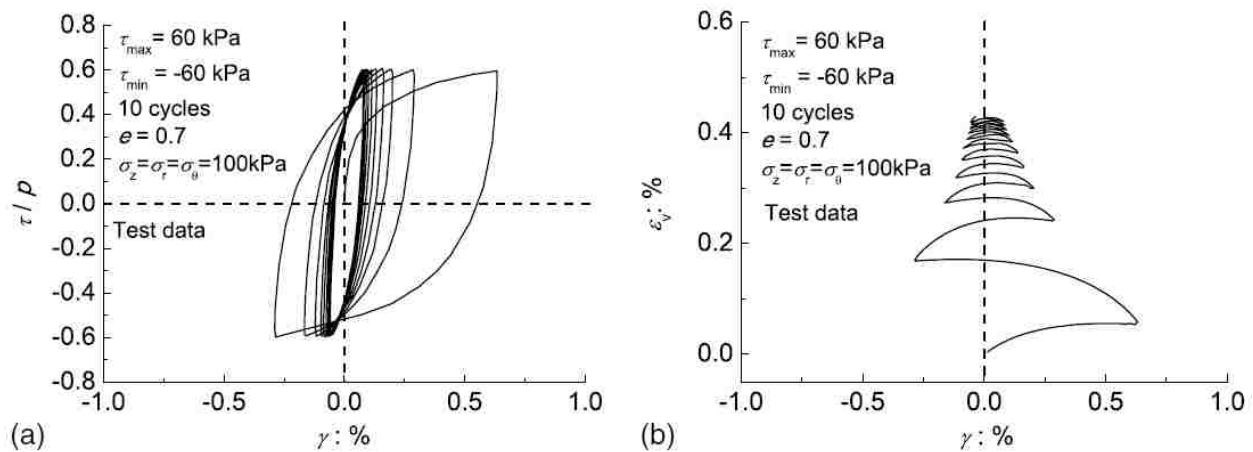 0.8
0.6
0.4
0.2
0.0
-0.2
-0.4
-0.6
-0.8
τ / p
τmax = 60 kPa
τmin = -60 kPa
10 cycles
e = 0.7
σz=σr=σθ=100kPa
Test data
-1.0 -0.5 0.0 0.5 1.0
(a) γ : %
0.6
0.4
0.2
0.0
εv: %
τmax = 60 kPa
τmin = -60 kPa
10 cycles
e = 0.7
σz=σr=σθ=100kPa
Test data
-1.0 -0.5 0.0 0.5 1.0
(b) γ : %